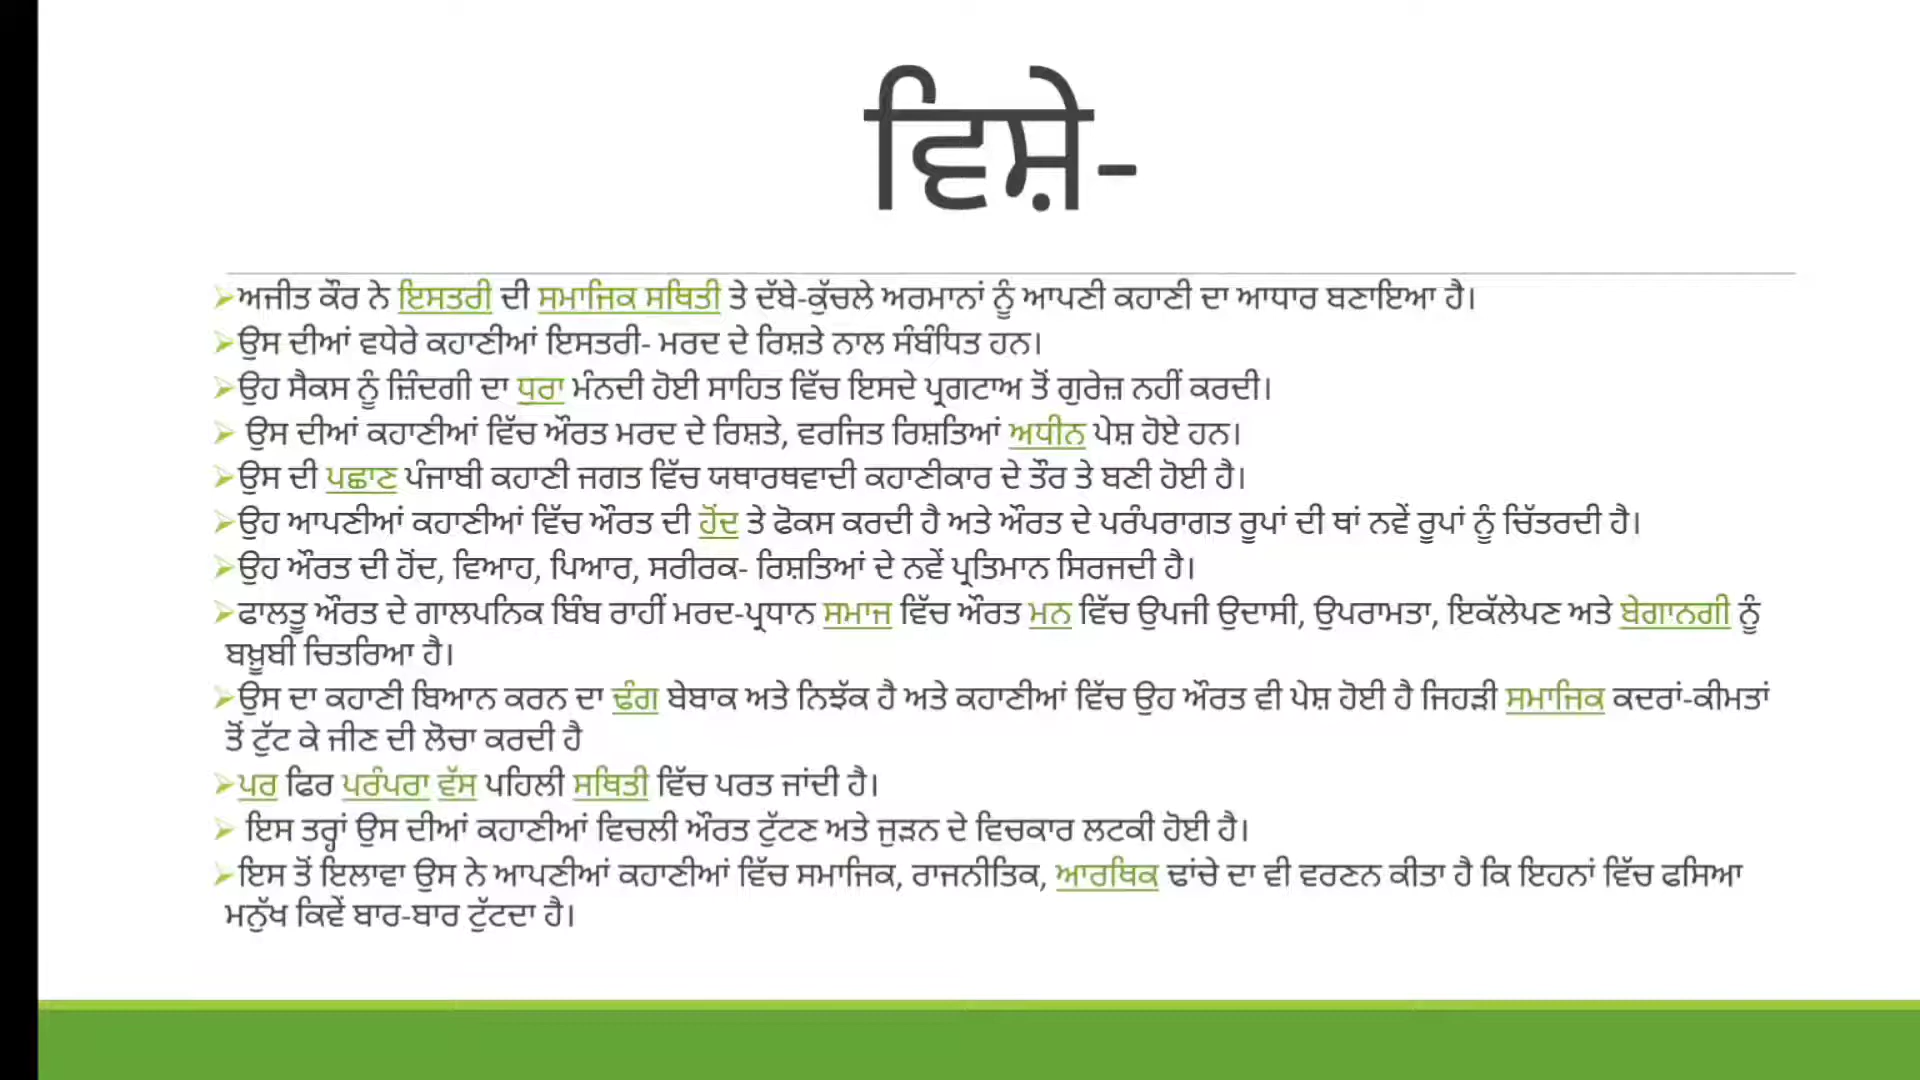 ਵਿਸ਼ੇ-
➢ਅਜੀਤ ਕੌਰ ਨੇ ਇਸਤਰੀ ਦੀ ਸਮਾਜਿਕ ਸਥਿਤੀ ਤੇ ਦੱਬੇ-ਕੁੱਚਲੇ ਅਰਮਾਨਾਂ ਨੂੰ ਆਪਣੀ ਕਹਾਣੀ ਦਾ ਆਧਾਰ ਬਣਾਇਆ ਹੈ।
➢ਉਸ ਦੀਆਂ ਵਧੇਰੇ ਕਹਾਣੀਆਂ ਇਸਤਰੀ- ਮਰਦ ਦੇ ਰਿਸ਼ਤੇ ਨਾਲ ਸੰਬੰਧਿਤ ਹਨ।
➢ਉਹ ਸੈਕਸ ਨੂੰ ਜ਼ਿੰਦਗੀ ਦਾ ਧੁਰਾ ਮੰਨਦੀ ਹੋਈ ਸਾਹਿਤ ਵਿੱਚ ਇਸਦੇ ਪ੍ਰਗਟਾਅ ਤੋਂ ਗੁਰੇਜ਼ ਨਹੀਂ ਕਰਦੀ।
➢ ਉਸ ਦੀਆਂ ਕਹਾਣੀਆਂ ਵਿੱਚ ਔਰਤ ਮਰਦ ਦੇ ਰਿਸ਼ਤੇ, ਵਰਜਿਤ ਰਿਸ਼ਤਿਆਂ ਅਧੀਨ ਪੇਸ਼ ਹੋਏ ਹਨ।
➢ਉਸ ਦੀ ਪਛਾਣ ਪੰਜਾਬੀ ਕਹਾਣੀ ਜਗਤ ਵਿੱਚ ਯਥਾਰਥਵਾਦੀ ਕਹਾਣੀਕਾਰ ਦੇ ਤੌਰ ਤੇ ਬਣੀ ਹੋਈ ਹੈ।
➢ਉਹ ਆਪਣੀਆਂ ਕਹਾਣੀਆਂ ਵਿੱਚ ਔਰਤ ਦੀ ਹੋਂਦ ਤੇ ਫੋਕਸ ਕਰਦੀ ਹੈ ਅਤੇ ਔਰਤ ਦੇ ਪਰੰਪਰਾਗਤ ਰੂਪਾਂ ਦੀ ਥਾਂ ਨਵੇਂ ਰੂਪਾਂ ਨੂੰ ਚਿੱਤਰਦੀ ਹੈ।
➢ਉਹ ਔਰਤ ਦੀ ਹੋਂਦ, ਵਿਆਹ, ਪਿਆਰ, ਸਰੀਰਕ- ਰਿਸ਼ਤਿਆਂ ਦੇ ਨਵੇਂ ਪ੍ਰਤਿਮਾਨ ਸਿਰਜਦੀ ਹੈ।
➢ਫਾਲਤੂ ਔਰਤ ਦੇ ਗਾਲਪਨਿਕ ਬਿੰਬ ਰਾਹੀਂ ਮਰਦ-ਪ੍ਰਧਾਨ ਸਮਾਜ ਵਿੱਚ ਔਰਤ ਮਨ ਵਿੱਚ ਉਪਜੀ ਉਦਾਸੀ, ਉਪਰਾਮਤਾ, ਇਕੱਲੇਪਣ ਅਤੇ ਬੇਗਾਨਗੀ ਨੂੰ
ਬਖ਼ੂਬੀ ਚਿਤਰਿਆ ਹੈ।
➢ਉਸ ਦਾ ਕਹਾਣੀ ਬਿਆਨ ਕਰਨ ਦਾ ਢੰਗ ਬੇਬਾਕ ਅਤੇ ਨਿਝੱਕ ਹੈ ਅਤੇ ਕਹਾਣੀਆਂ ਵਿੱਚ ਉਹ ਔਰਤ ਵੀ ਪੇਸ਼ ਹੋਈ ਹੈ ਜਿਹੜੀ ਸਮਾਜਿਕ ਕਦਰਾਂ-ਕੀਮਤਾਂ
ਤੋਂ ਟੁੱਟ ਕੇ ਜੀਣ ਦੀ ਲੋਚਾ ਕਰਦੀ ਹੈ
➢ਪਰ ਫਿਰ ਪਰੰਪਰਾ ਵੱਸ ਪਹਿਲੀ ਸਥਿਤੀ ਵਿੱਚ ਪਰਤ ਜਾਂਦੀ ਹੈ।
➢ ਇਸ ਤਰ੍ਹਾਂ ਉਸ ਦੀਆਂ ਕਹਾਣੀਆਂ ਵਿਚਲੀ ਔਰਤ ਟੁੱਟਣ ਅਤੇ ਜੁੜਨ ਦੇ ਵਿਚਕਾਰ ਲਟਕੀ ਹੋਈ ਹੈ।
➢ਇਸ ਤੋਂ ਇਲਾਵਾ ਉਸ ਨੇ ਆਪਣੀਆਂ ਕਹਾਣੀਆਂ ਵਿੱਚ ਸਮਾਜਿਕ, ਰਾਜਨੀਤਿਕ, ਆਰਥਿਕ ਢਾਂਚੇ ਦਾ ਵੀ ਵਰਣਨ ਕੀਤਾ ਹੈ ਕਿ ਇਹਨਾਂ ਵਿੱਚ ਫਸਿਆ
ਮਨੁੱਖ ਕਿਵੇਂ ਬਾਰ-ਬਾਰ ਟੁੱਟਦਾ ਹੈ।